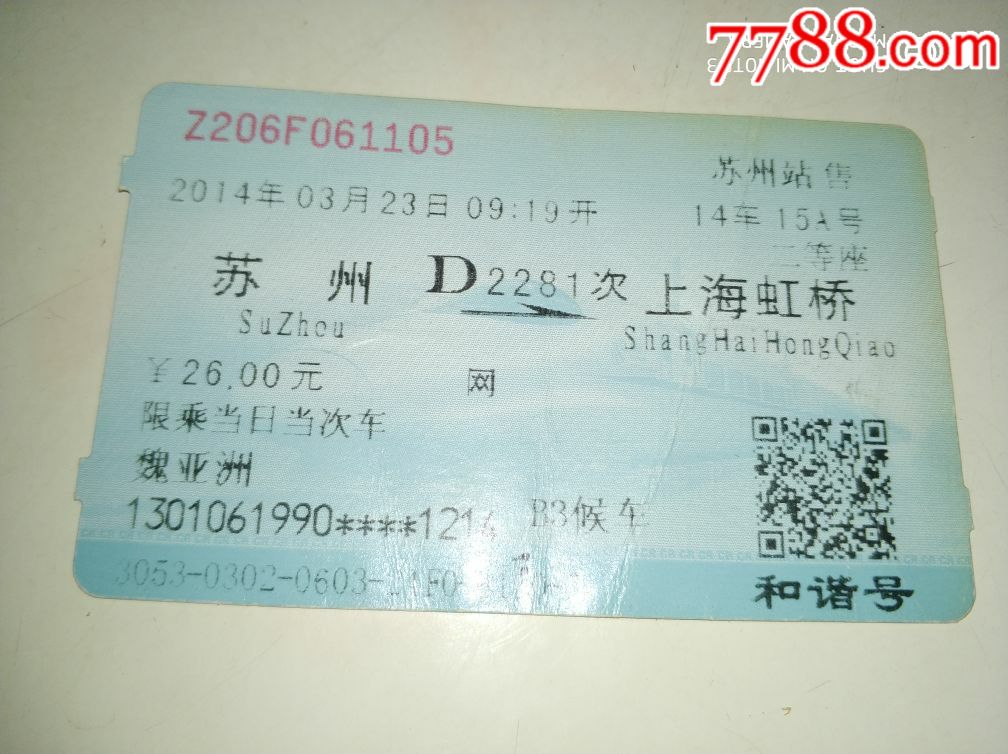 7788.com
Z206F061105
苏州站售
2014年03月23日09:19开
14车15A号
二等座
苏州 D2281次 上海虹桥
SuZhou
ShangHaiHongQiao
¥26.00元
网
限乘当日当次车
魏亚洲
1301061990****1214
B3候车
3053-0302-0603-
和谐号